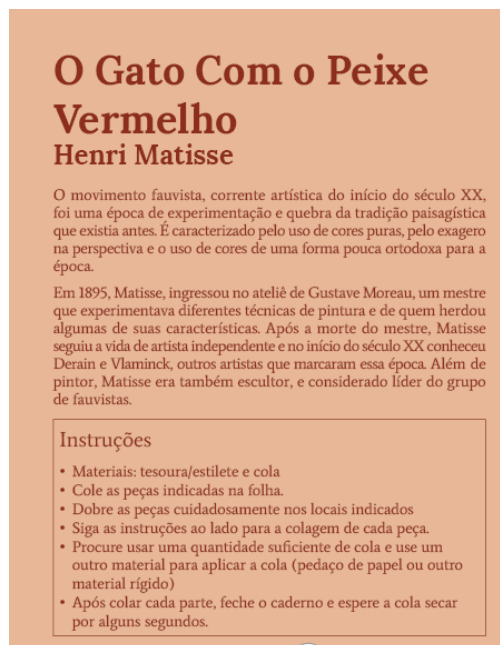 O Gato Com o Peixe
Vermelho
Henri Matisse
O movimento fauvista, corrente artística do início do século XX,
foi uma época de experimentação e quebra da tradição paisagística
que existia antes. É caracterizado pelo uso de cores puras, pelo exagero
na perspectiva e o uso de cores de uma forma pouco ortodoxa para a
época.
Em 1895, Matisse, ingressou no ateliê de Gustave Moreau, um mestre
que experimentava diferentes técnicas de pintura e de quem herdou
algumas de suas características. Após a morte do mestre, Matisse
seguiu a vida de artista independente e no início do século XX conheceu
Derain e Vlaminck, outros artistas que marcaram essa época. Além de
pintor, Matisse era também escultor, e considerado líder do grupo
de fauvistas.
Instruções
• Materiais: tesoura/estilete e cola
• Cole as peças indicadas na folha.
• Dobre as peças cuidadosamente nos locais indicados
• Siga as instruções ao lado para a colagem de cada peça.
• Procure usar uma quantidade suficiente de cola e use um
outro material para aplicar a cola (pedaço de papel ou outro
material rígido)
• Após colar cada parte, feche o caderno e espere a cola secar
por alguns segundos.